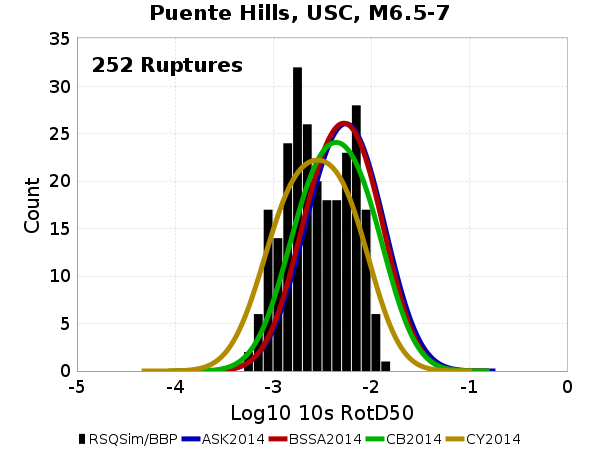 Puente Hills, USC, M6.5-7
252 Ruptures
Count
35
30
25
20
15
10
5
0
-5 -4 -3 -2 -1 0
Log10 10s RotD50
RSQSim/BBP ASK2014 BSSA2014 CB2014 CY2014